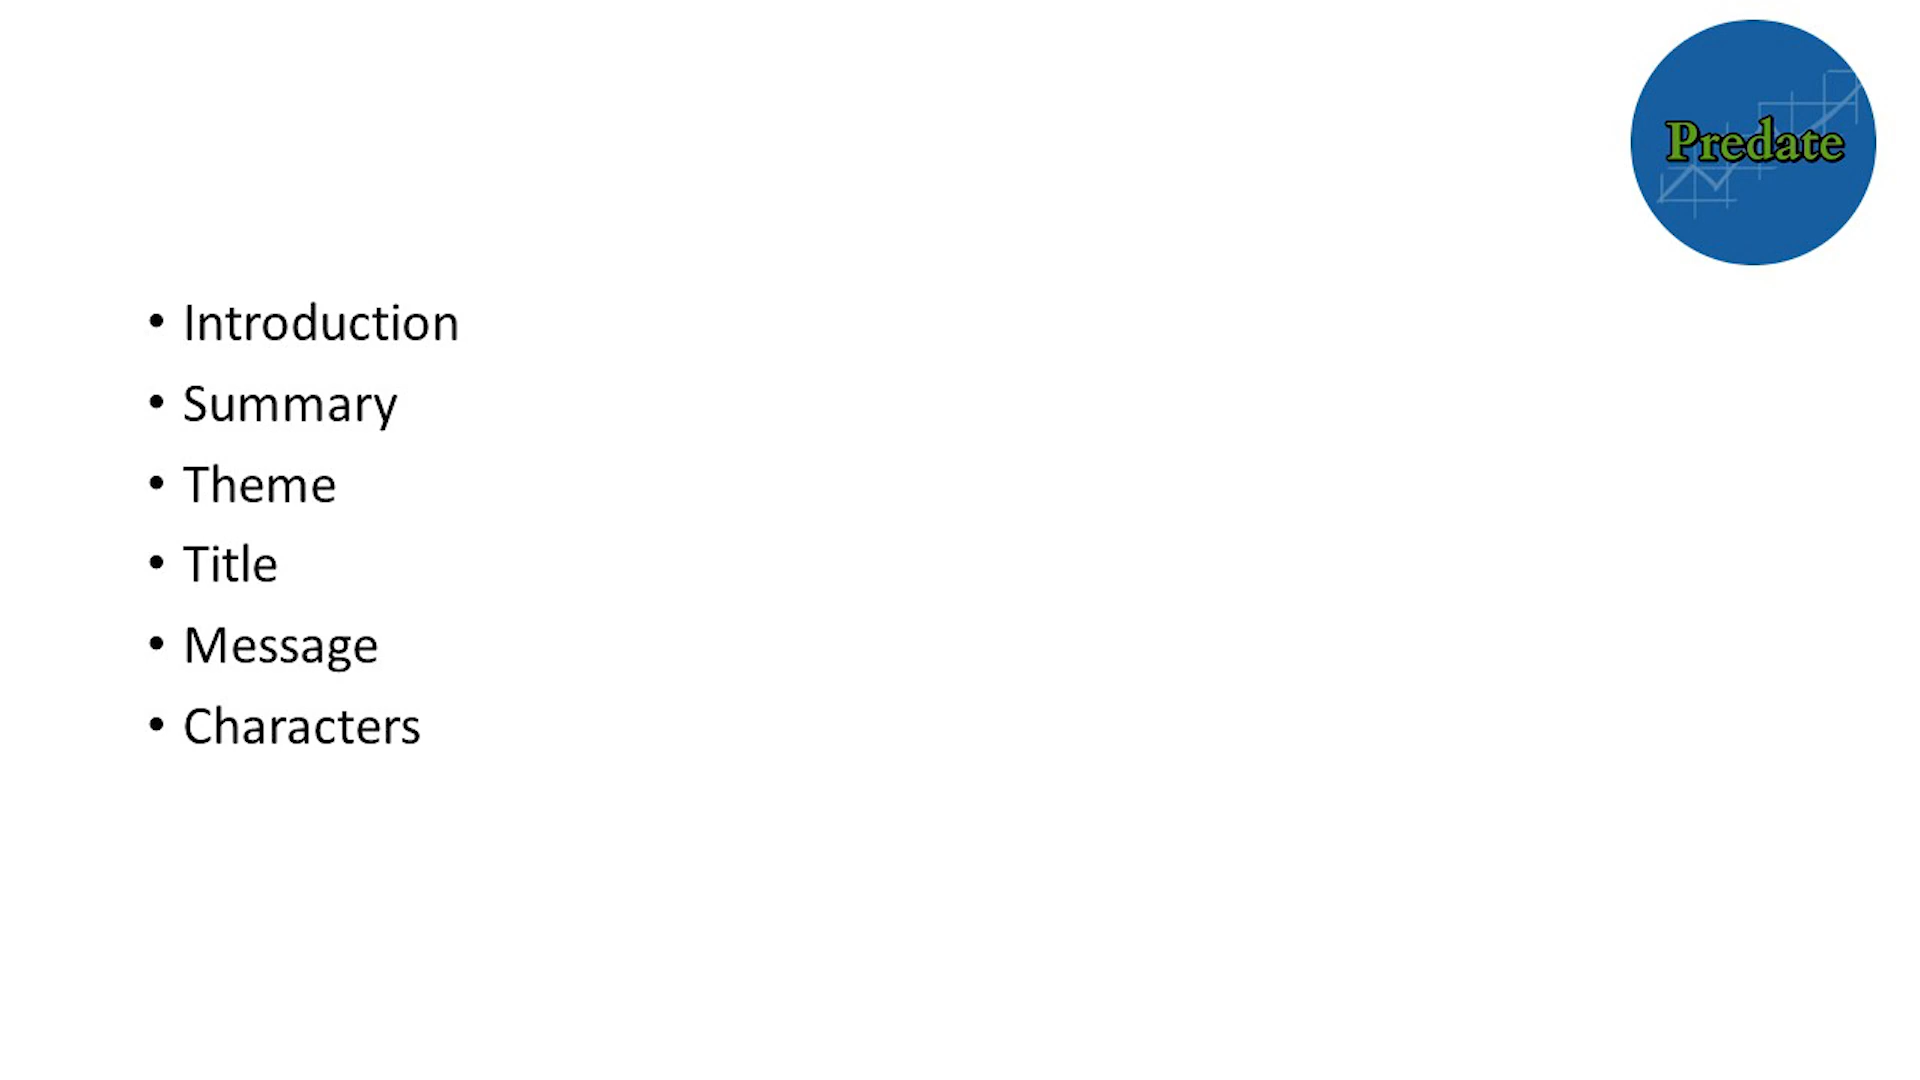 Predate
• Introduction
• Summary
• Theme
• Title
• Message
• Characters